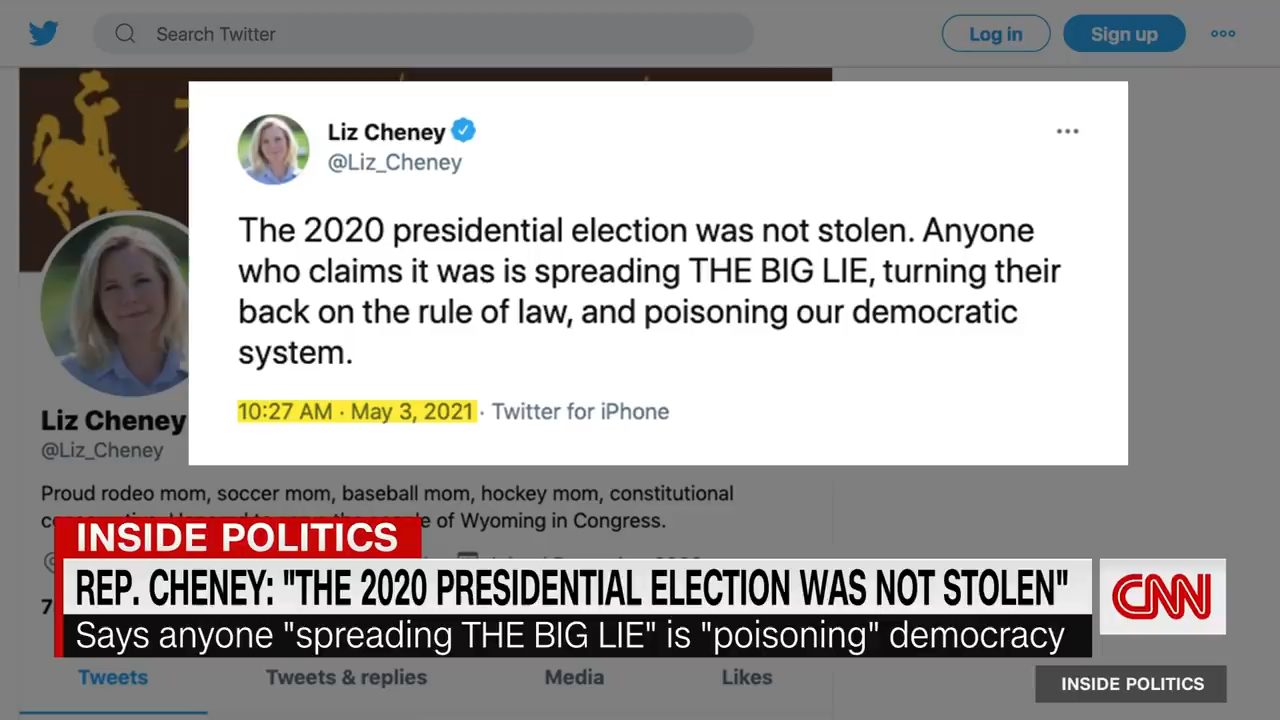 Search Twitter
Log in
Sign up
Liz Cheney
@Liz_Cheney
The 2020 presidential election was not stolen. Anyone
who claims it was is spreading THE BIG LIE, turning their
back on the rule of law, and poisoning our democratic
system.
10:27 AM · May 3, 2021 · Twitter for iPhone
Liz Cheney
@Liz_Cheney
Proud rodeo mom, soccer mom, baseball mom, hockey mom, constitutional
of Wyoming in Congress.
INSIDE POLITICS
REP. CHENEY: "THE 2020 PRESIDENTIAL ELECTION WAS NOT STOLEN"
Says anyone "spreading THE BIG LIE" is "poisoning" democracy
CNN
Tweets
Tweets & replies
Media
Likes
INSIDE POLITICS